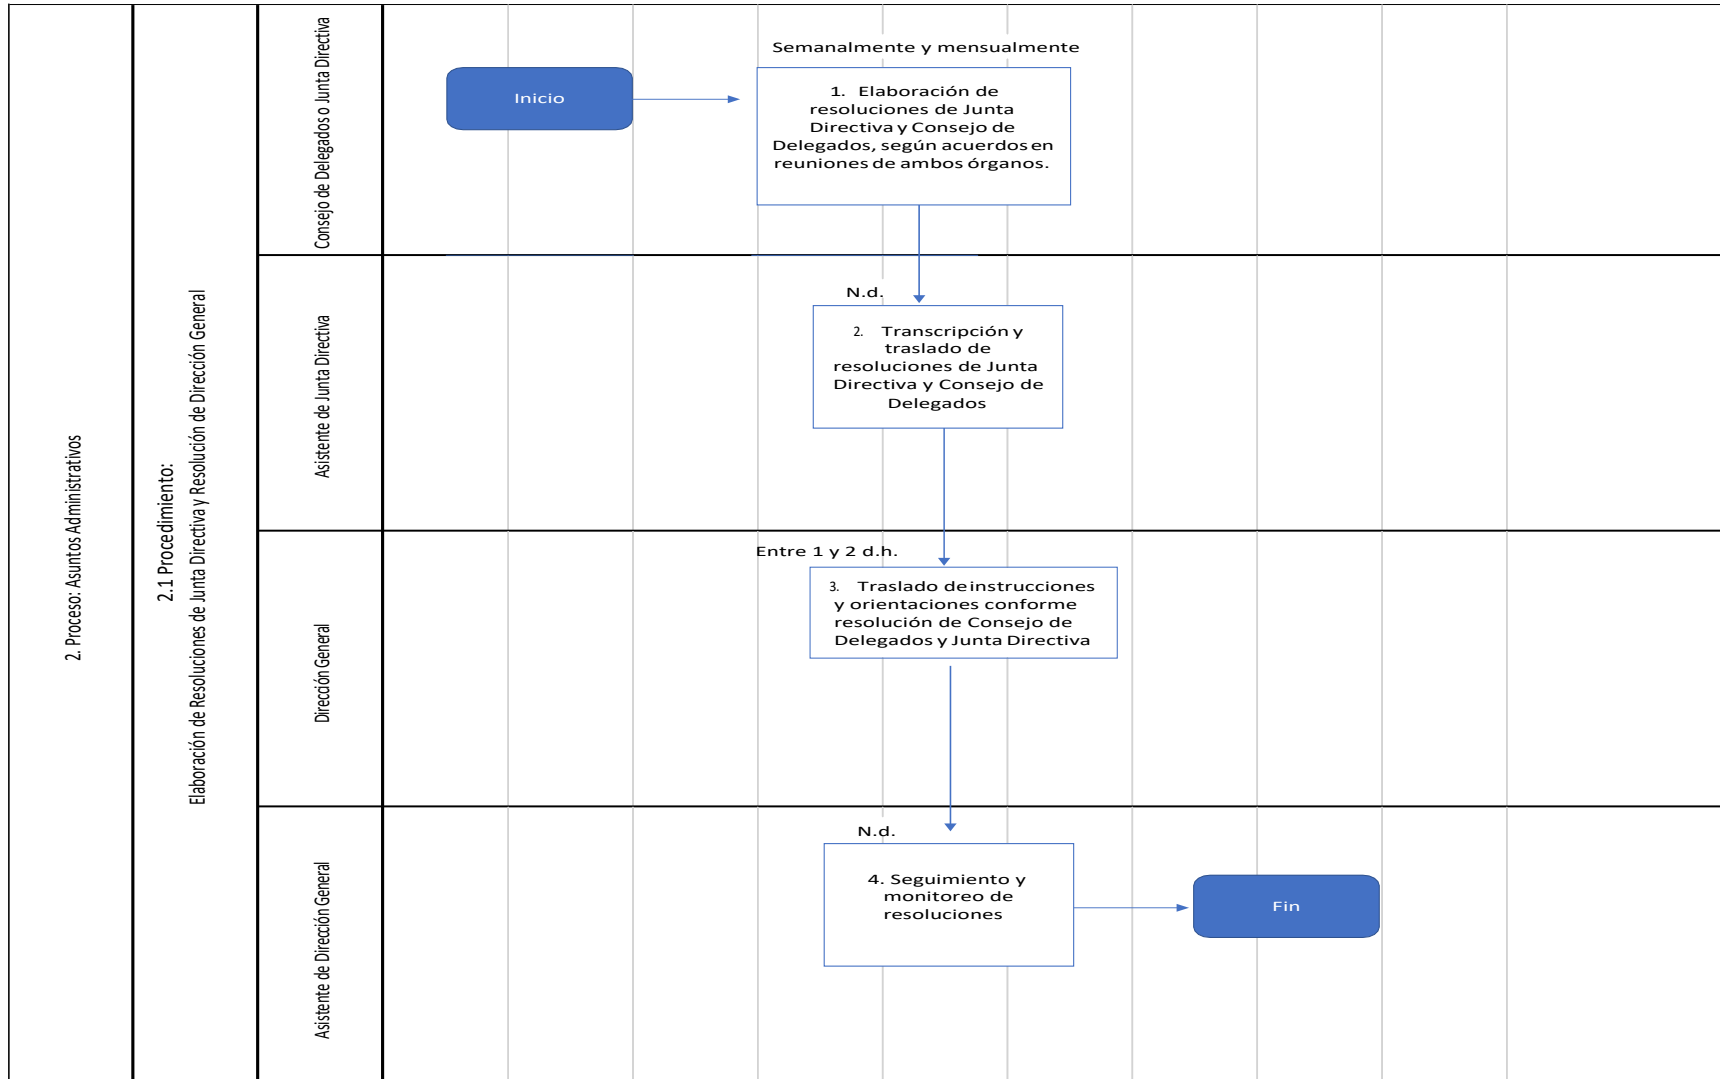 2. Proceso: Asuntos Administrativos
2.1 Procedimiento:
Elaboración de Resoluciones de Junta Directiva y Resolución de Dirección General
Consejo de Delegados o Junta Directiva
Semanalmente y mensualmente
Inicio
1. Elaboración de
resoluciones de Junta
Directiva y Consejo de
Delegados, según acuerdos en
reuniones de ambos órganos.
Asistente de Junta Directiva
N.d.
2. Transcripción y
traslado de
resoluciones de Junta
Directiva y Consejo de
Delegados
Dirección General
Entre 1 y 2 d.h.
3. Traslado de instrucciones
y orientaciones conforme
resolución de Consejo de
Delegados y Junta Directiva
Asistente de Dirección General
N.d.
4. Seguimiento y
monitoreo de
resoluciones
Fin